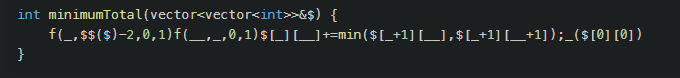 int minimumTotal(vector<vector<int>>&$) {
f(_,$$($)-2,0,1)f(__,_,0,1)$[_][__]+=min($[_+1][__],$[_+1][__+1]);_($[0][0])
}